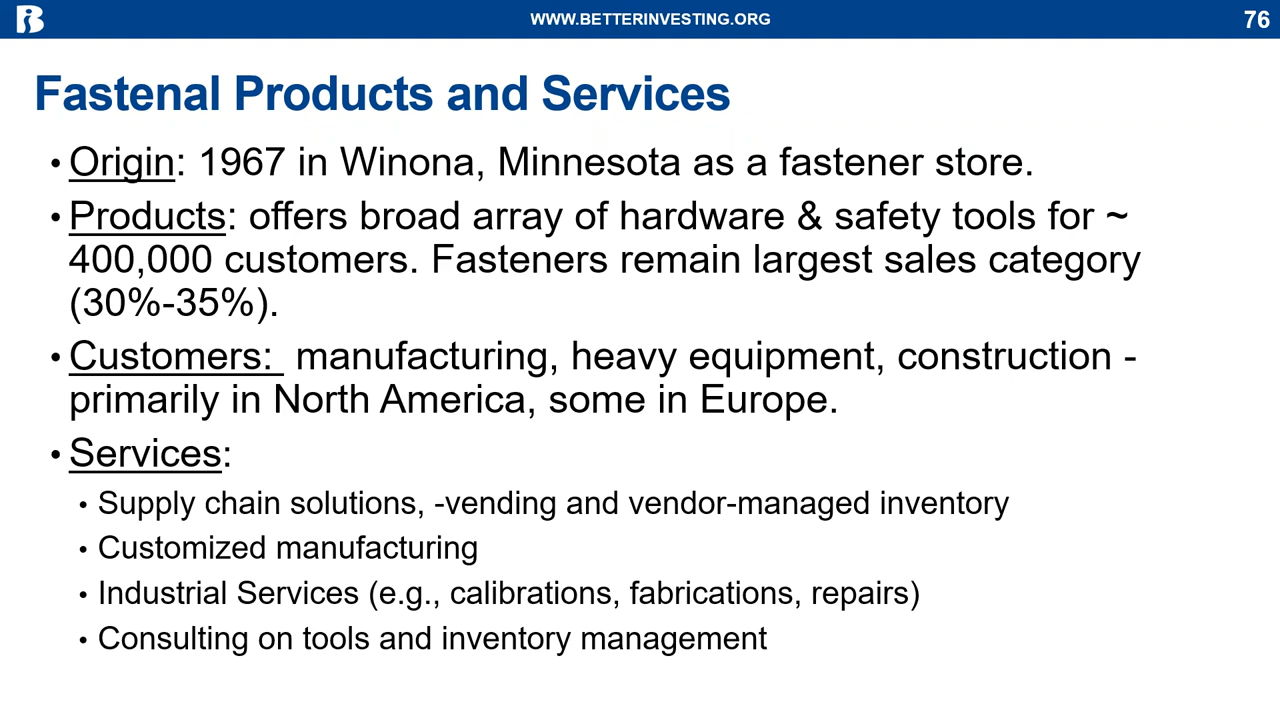 WWW.BETTERINVESTING.ORG
76
Fastenal Products and Services
• Origin: 1967 in Winona, Minnesota as a fastener store.
• Products: offers broad array of hardware & safety tools for ~
400,000 customers. Fasteners remain largest sales category
(30%-35%).
• Customers:  manufacturing, heavy equipment, construction -
primarily in North America, some in Europe.
• Services:
• Supply chain solutions, -vending and vendor-managed inventory
• Customized manufacturing
• Industrial Services (e.g., calibrations, fabrications, repairs)
• Consulting on tools and inventory management